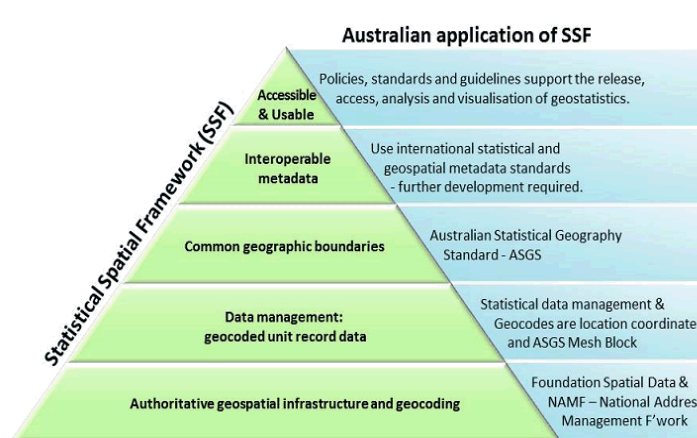 Australian application of SSF
Statistical Spatial Framework (SSF)
Accessible
& Usable
Policies, standards and guidelines support the release,
access, analysis and visualisation of geostatistics.
Interoperable
metadata
Use international statistical and
geospatial metadata standards
- further development required.
Common geographic boundaries
Australian Statistical Geography
Standard - ASGS
Data management:
geocoded unit record data
Statistical data management &
Geocodes are location coordinate
and ASGS Mesh Block
Authoritative geospatial infrastructure and geocoding
Foundation Spatial Data &
NAMF – National Addres
Management F'work